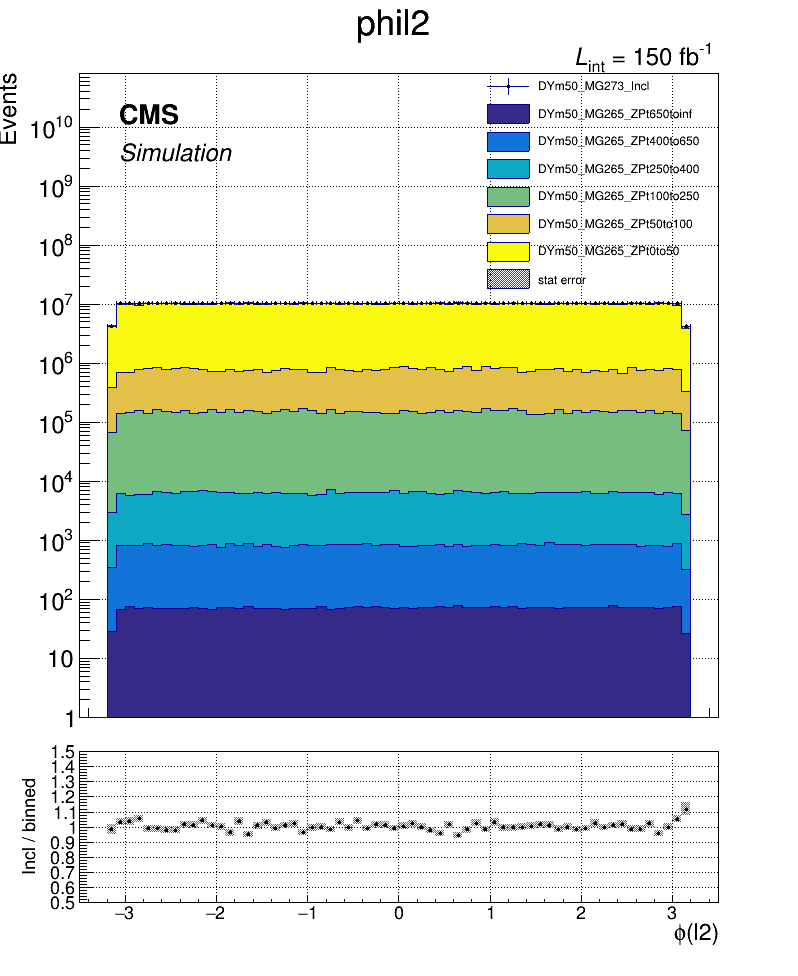 phil2
L_int = 150 fb^-1
Events
CMS
Simulation
DYm50_MG273_Incl
DYm50_MG265_ZPt650toinf
DYm50_MG265_ZPt400to650
DYm50_MG265_ZPt250to400
DYm50_MG265_ZPt100to250
DYm50_MG265_ZPt50to100
DYm50_MG265_ZPt0to50
stat error
10^10
10^9
10^8
10^7
10^6
10^5
10^4
10^3
10^2
10
1
Incl / binned
1.5
1.4
1.3
1.2
1.1
1
0.9
0.8
0.7
0.6
0.5
−3 −2 −1 0 1 2 3
ϕ(l2)